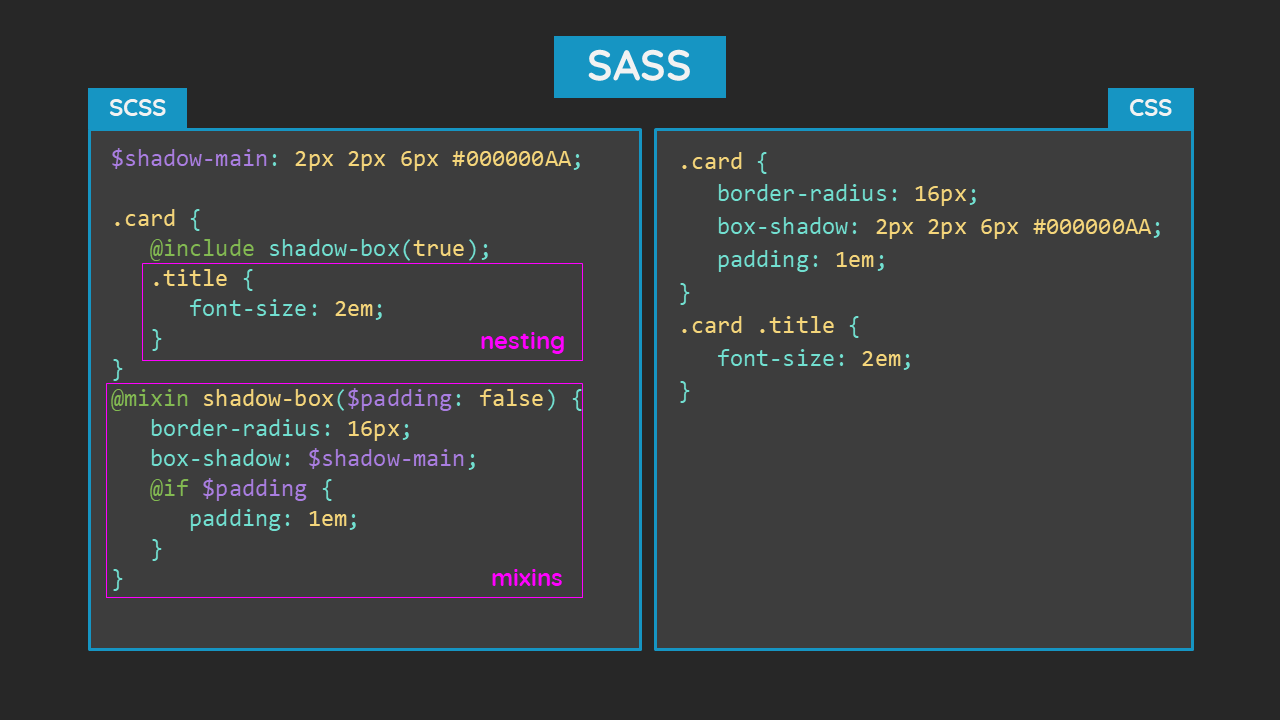 SASS
SCSS
$shadow-main: 2px 2px 6px #000000AA;
.card {
@include shadow-box(true);
.title {
font-size: 2em;
}
nesting
}
@mixin shadow-box($padding: false) {
border-radius: 16px;
box-shadow: $shadow-main;
@if $padding {
padding: 1em;
}
}
mixins
CSS
.card {
border-radius: 16px;
box-shadow: 2px 2px 6px #000000AA;
padding: 1em;
}
.card .title {
font-size: 2em;
}